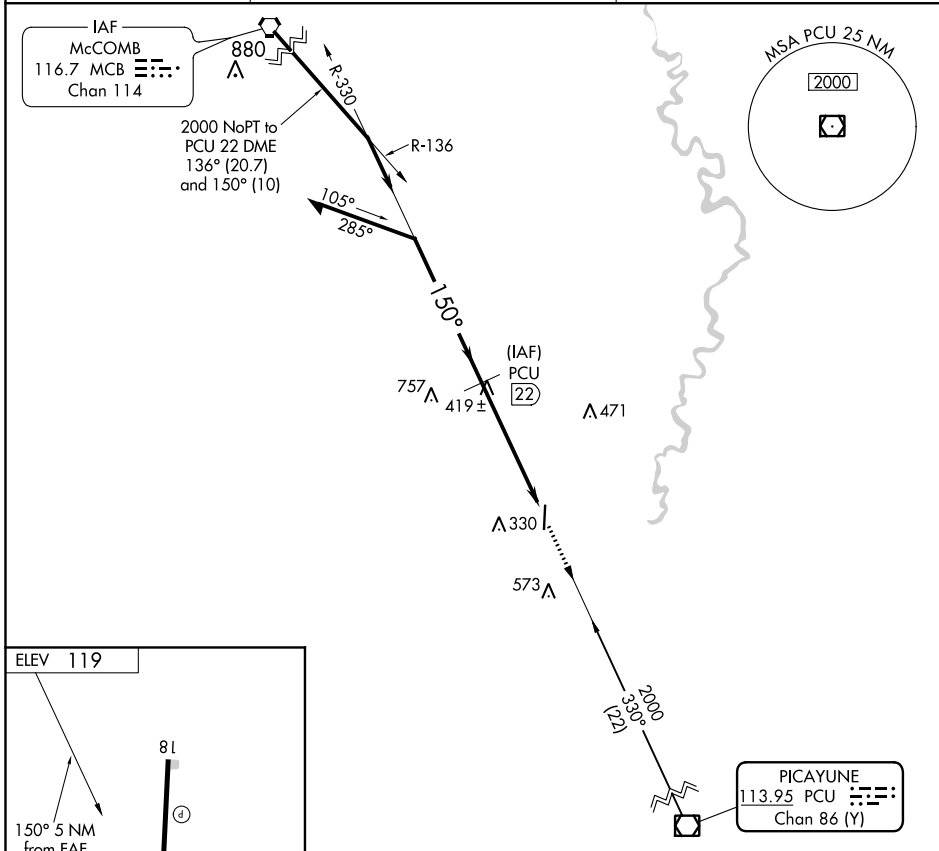 IAF
McCOMB
116.7 MCB
Chan 114
880
R-330
2000 NoPT to
PCU 22 DME
136° (20.7)
and 150° (10)
R-136
105°
285°
150°
(IAF)
PCU
22
757
419±
471
330
573
2000
330°
(22)
MSA PCU 25 NM
2000
PICAYUNE
113.95 PCU
Chan 86 (Y)
ELEV 119
18
P
150° 5 NM
from FAF